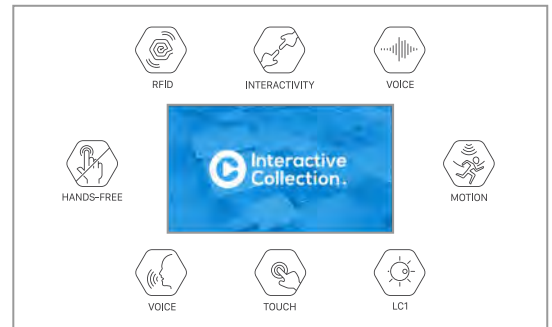 RFID
INTERACTIVITY
VOICE
Interactive
Collection.
HANDS-FREE
MOTION
VOICE
TOUCH
LC1